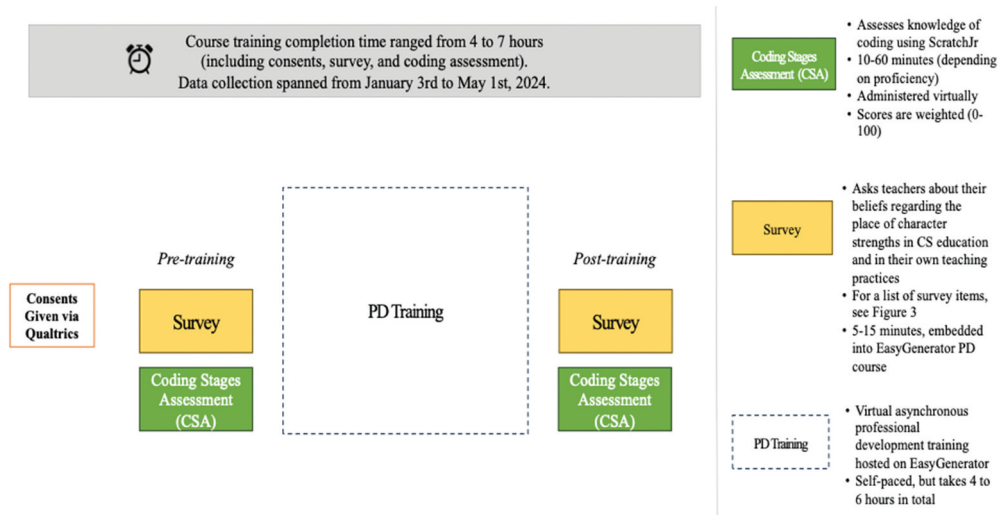 Course training completion time ranged from 4 to 7 hours
(including consents, survey, and coding assessment).
Data collection spanned from January 3rd to May 1st, 2024.
Pre-training
Post-training
Consents
Given via
Qualtrics
Survey
Coding Stages
Assessment
(CSA)
PD Training
Survey
Coding Stages
Assessment
(CSA)
Coding Stages
Assessment (CSA)
• Assesses knowledge of
coding using ScratchJr
• 10-60 minutes (depending
on proficiency)
• Administered virtually
• Scores are weighted (0-
100)
Survey
• Asks teachers about their
beliefs regarding the
place of character
strengths in CS education
and in their own teaching
practices
• For a list of survey items,
see Figure 3
• 5-15 minutes, embedded
into EasyGenerator PD
course
PD Training
• Virtual asynchronous
professional
development training
hosted on EasyGenerator
• Self-paced, but takes 4 to
6 hours in total